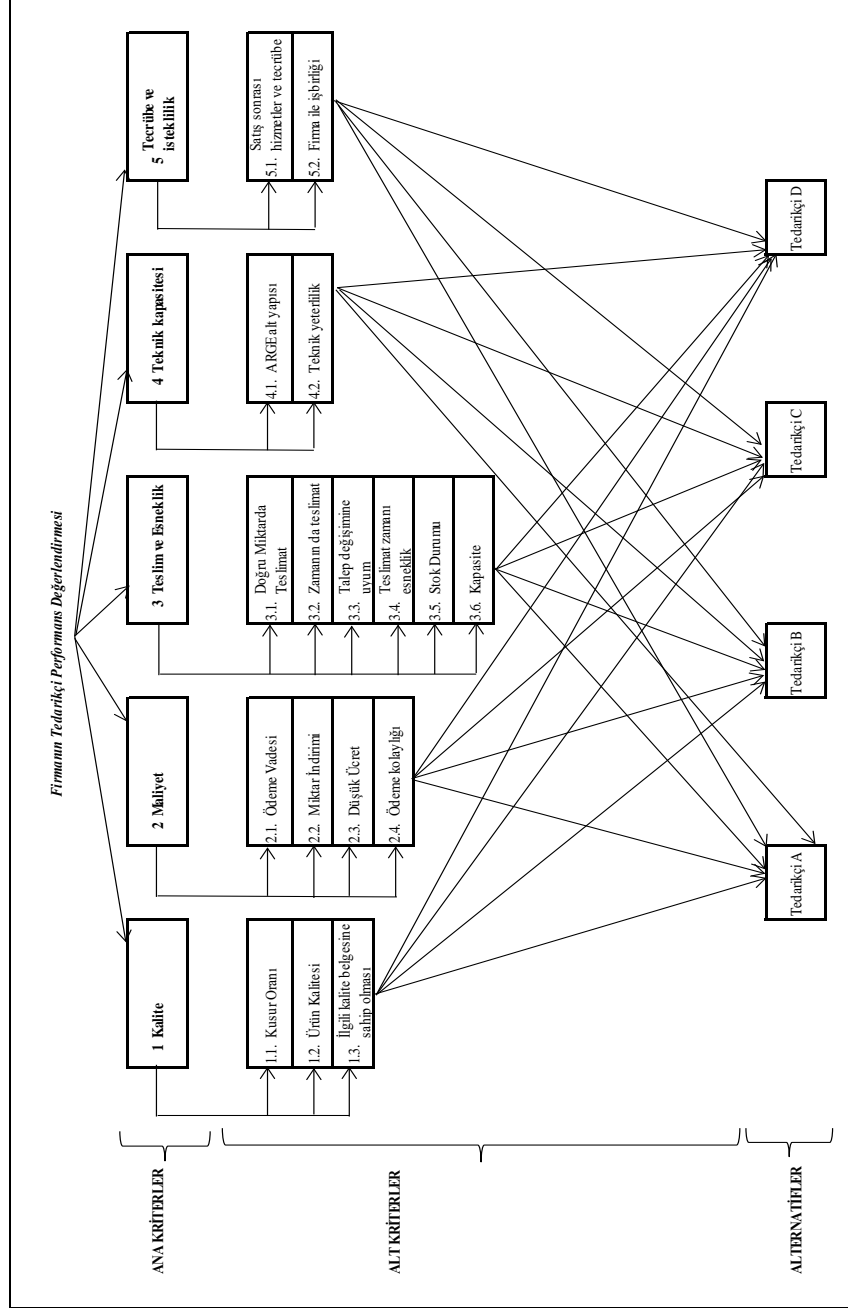 Firmanın Tedarikçi Performans Değerlendirmesi
ANA KRİTERLER
1 Kalite
2 Maliyet
3 Teslim ve Esneklik
4 Teknik kapasitesi
5 Tecrübe ve
isteklilik
ALT KRİTERLER
1.1. Kusur Oranı
1.2. Ürün Kalitesi
1.3. İlgili kalite belgesine
sahip olması
2.1. Ödeme Vadesi
2.2. Miktar İndirimi
2.3. Düşük Ücret
2.4. Ödeme kolaylığı
3.1. Doğru Miktarda
Teslimat
3.2. Zamanın da teslimat
3.3. Talep değişimine
uyum
3.4. Teslimat zamanı
esneklik
3.5. Stok Durumu
3.6. Kapasite
4.1. ARGE alt yapısı
4.2. Teknik yeterlilik
5.1. Satış sonrası
hizmetler ve tecrübe
5.2. Firma ile işbirliği
ALTERNATİFLER
Tedarikçi A
Tedarikçi B
Tedarikçi C
Tedarikçi D